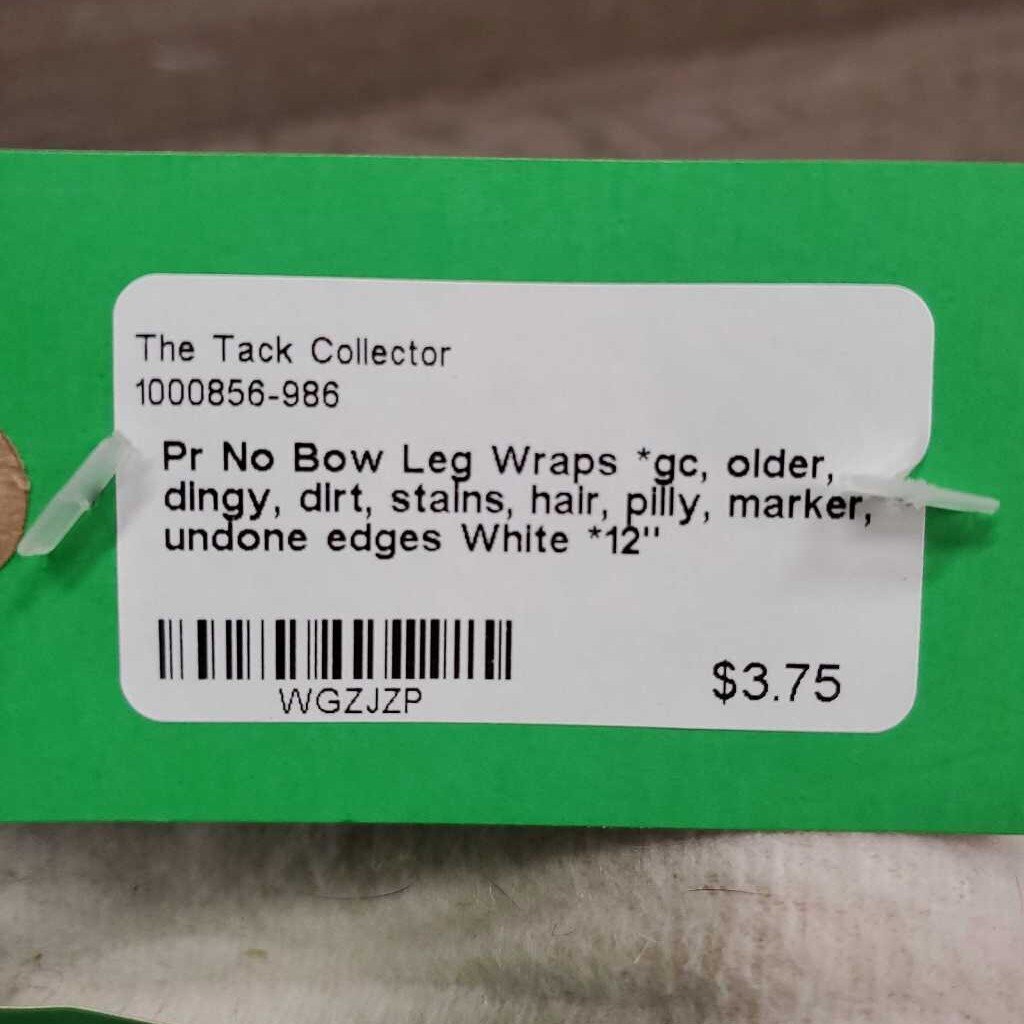 The Tack Collector
1000856-986
Pr No Bow Leg Wraps *gc, older,
dingy, dirt, stains, hair, pilly, marker,
undone edges White *12"
WGZJZP
$3.75